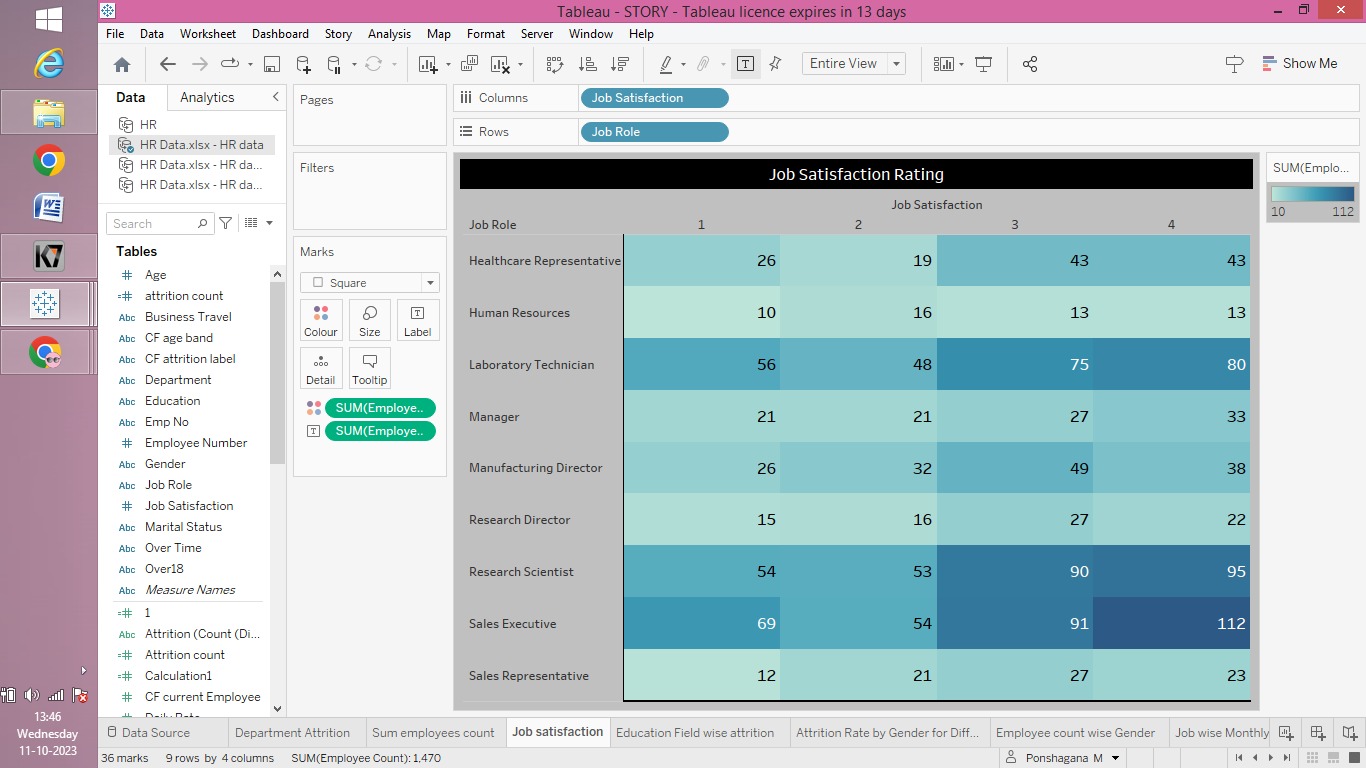 Tableau - STORY - Tableau licence expires in 13 days
File Data Worksheet Dashboard Story Analysis Map Format Server Window Help
Entire View
Show Me
Data Analytics
Pages
Columns Job Satisfaction
Rows Job Role
HR
HR Data.xlsx - HR data
HR Data.xlsx - HR da...
HR Data.xlsx - HR da...
Search
Tables
Age
attrition count
Business Travel
CF age band
CF attrition label
Department
Education
Emp No
Employee Number
Gender
Job Role
Job Satisfaction
Marital Status
Over Time
Over18
Measure Names
1
Attrition (Count (Di...
Attrition count
Calculation1
CF current Employee
Daily Rate
Filters
Marks
Square
Colour Size Label
Detail Tooltip
SUM(Employe..
SUM(Employe..
Job Satisfaction Rating
Job Satisfaction
Job Role 1 2 3 4
Healthcare Representative 26 19 43 43
Human Resources 10 16 13 13
Laboratory Technician 56 48 75 80
Manager 21 21 27 33
Manufacturing Director 26 32 49 38
Research Director 15 16 27 22
Research Scientist 54 53 90 95
Sales Executive 69 54 91 112
Sales Representative 12 21 27 23
SUM(Emplo...
10 112
Data Source Department Attrition Sum employees count Job satisfaction Education Field wise attrition Attrition Rate by Gender for Diff... Employee count wise Gender Job wise Monthly
36 marks 9 rows by 4 columns SUM(Employee Count): 1,470 Ponshagana M
13:46
Wednesday
11-10-2023
K7